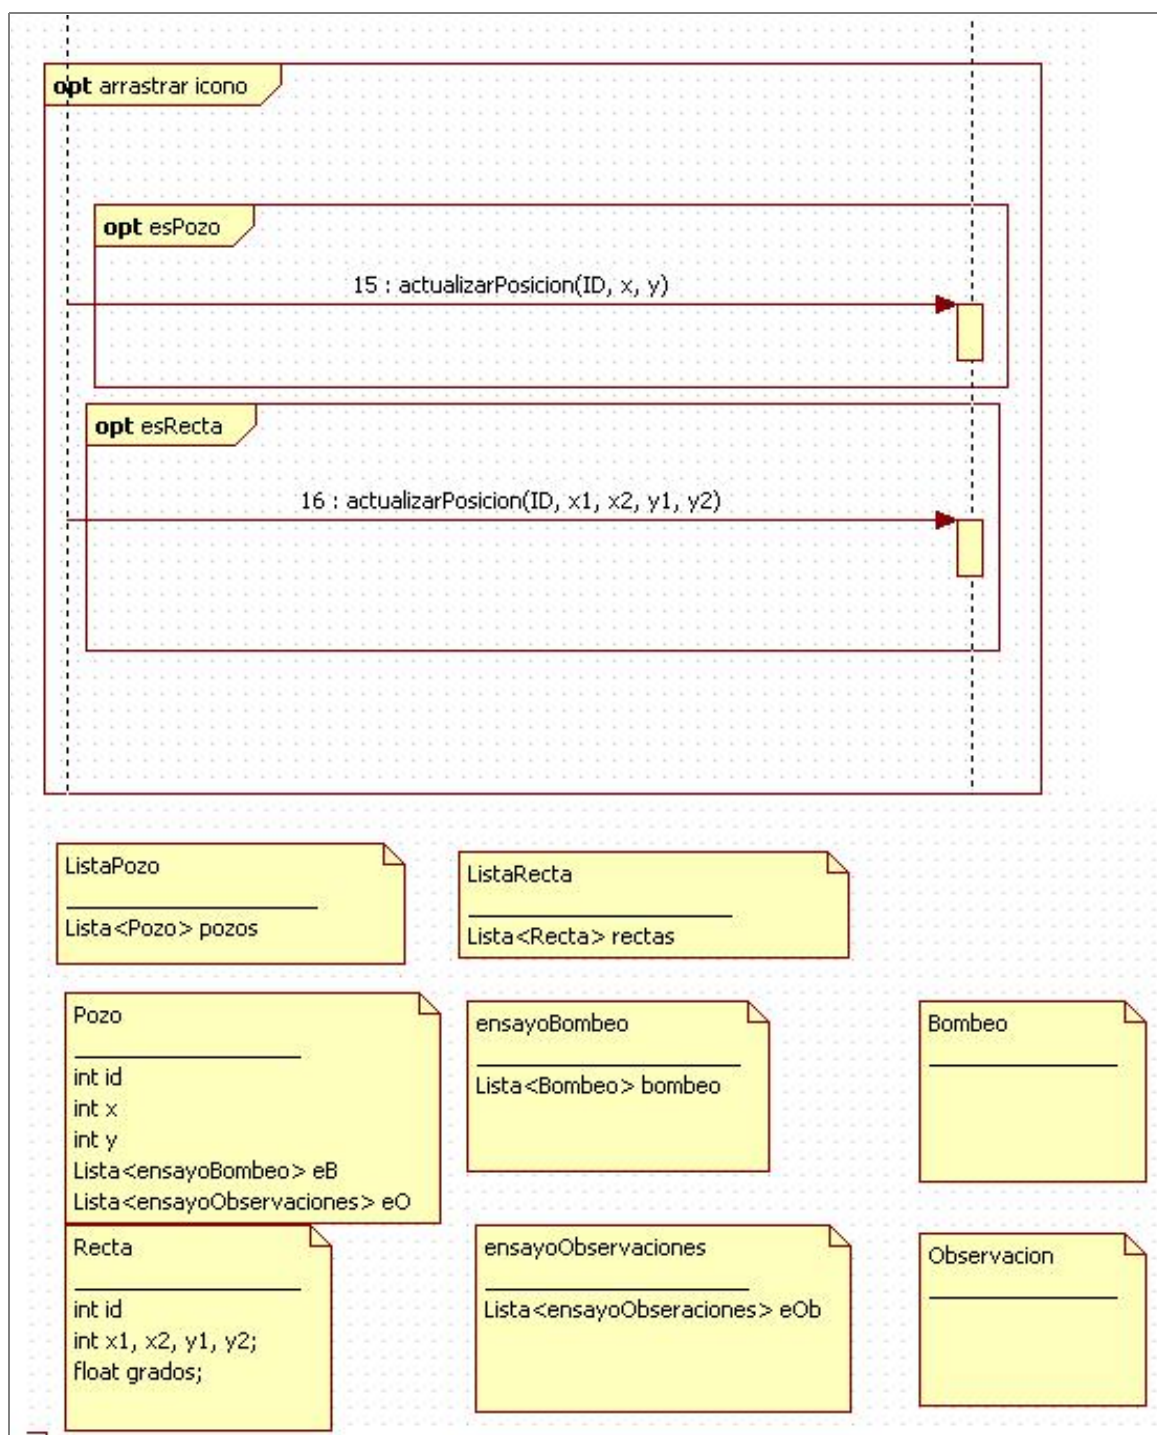 opt arrastrar icono
opt esPozo
15 : actualizarPosicion(ID, x, y)
opt esRecta
16 : actualizarPosicion(ID, x1, x2, y1, y2)
ListaPozo
Lista<Pozo> pozos
ListaRecta
Lista<Recta> rectas
Pozo
int id
int x
int y
Lista<ensayoBombeo> eB
Lista<ensayoObservaciones> eO
ensayoBombeo
Lista<Bombeo> bombeo
Bombeo
Recta
int id
int x1, x2, y1, y2;
float grados;
ensayoObservaciones
Lista<ensayoObseraciones> eOb
Observacion